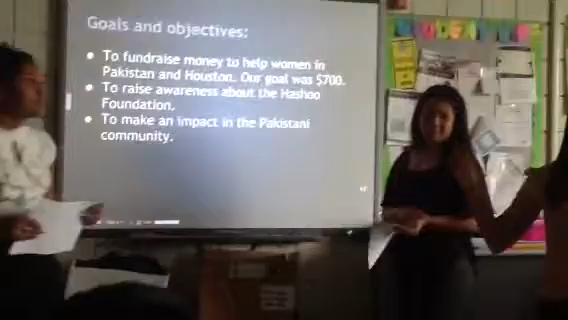 Goals and objectives:
• To fundraise money to help women in
Pakistan and Houston. Our goal was $700.
• To raise awareness about the Hashoo
Foundation.
• To make an impact in the Pakistani
community.